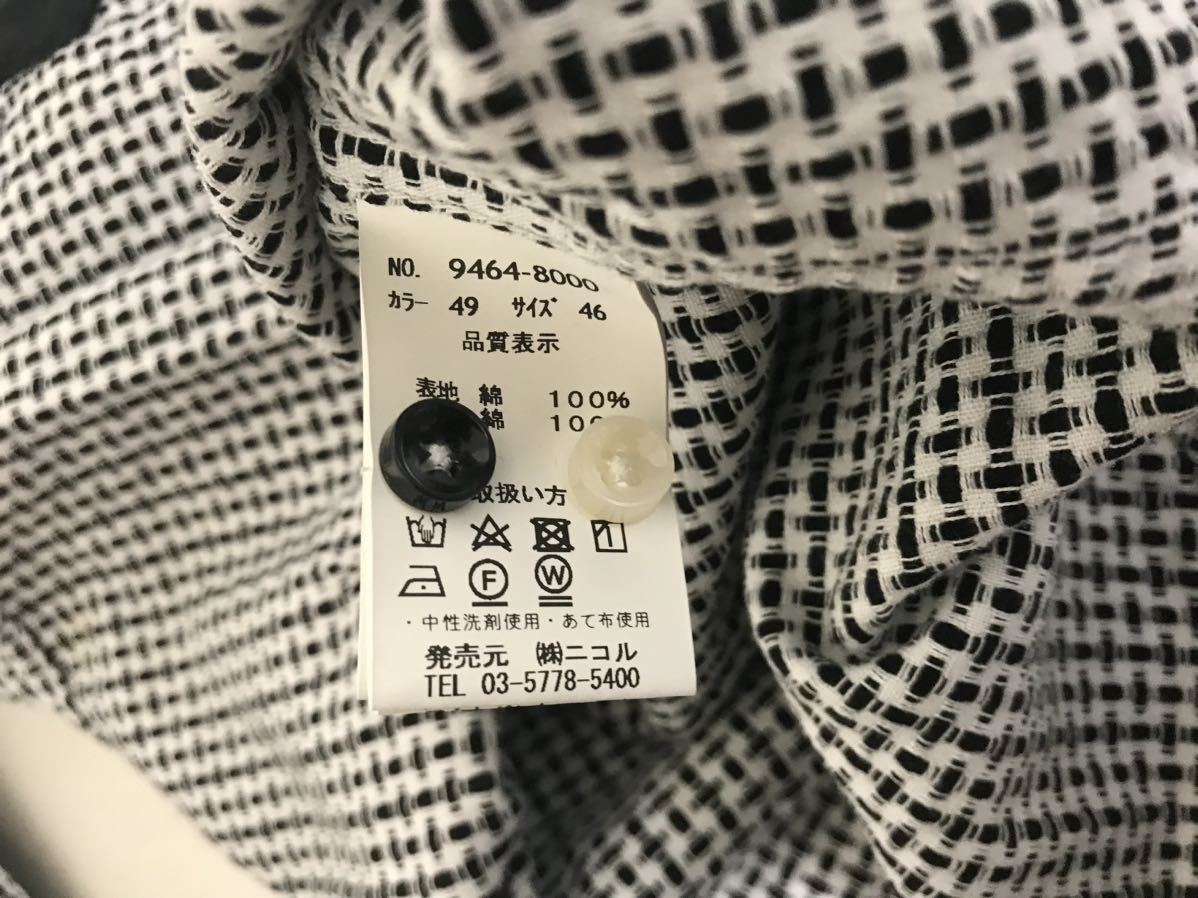 NO. 9464-8000
ｶﾗｰ 49 ｻｲｽﾞ 46
品質表示
表地 綿 100%
綿 10
取扱い方
F W
・中性洗剤使用・あて布使用
発売元 ㈱ニコル
TEL 03-5778-5400